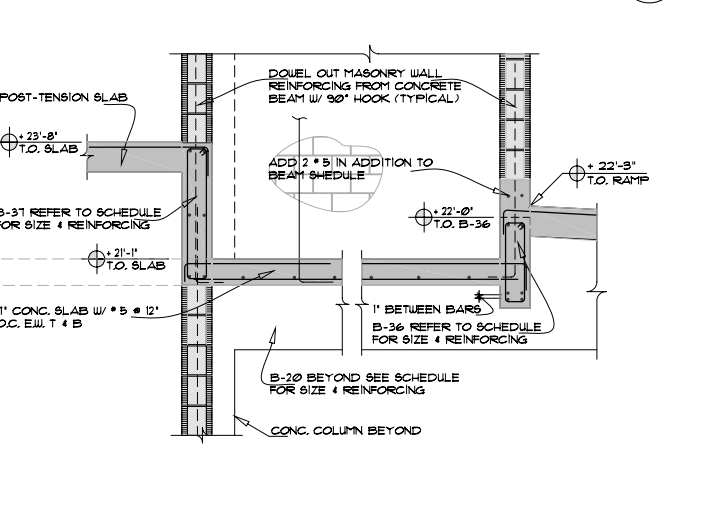 DOWEL OUT MASONRY WALL
REINFORCING FROM CONCRETE
BEAM W/ 90° HOOK (TYPICAL)
POST-TENSION SLAB
+ 23'-8"
T.O. SLAB
ADD 2 # 5 IN ADDITION TO
BEAM SHEDULE
+ 22'-3"
T.O. RAMP
B-37 REFER TO SCHEDULE
FOR SIZE & REINFORCING
+ 22'-0"
T.O. B-36
+ 21'-1"
T.O. SLAB
CONC. SLAB W/ # 5 @ 12"
O.C. E.W. T & B
1" BETWEEN BARS
B-36 REFER TO SCHEDULE
FOR SIZE & REINFORCING
B-20 BEYOND SEE SCHEDULE
FOR SIZE & REINFORCING
CONC. COLUMN BEYOND